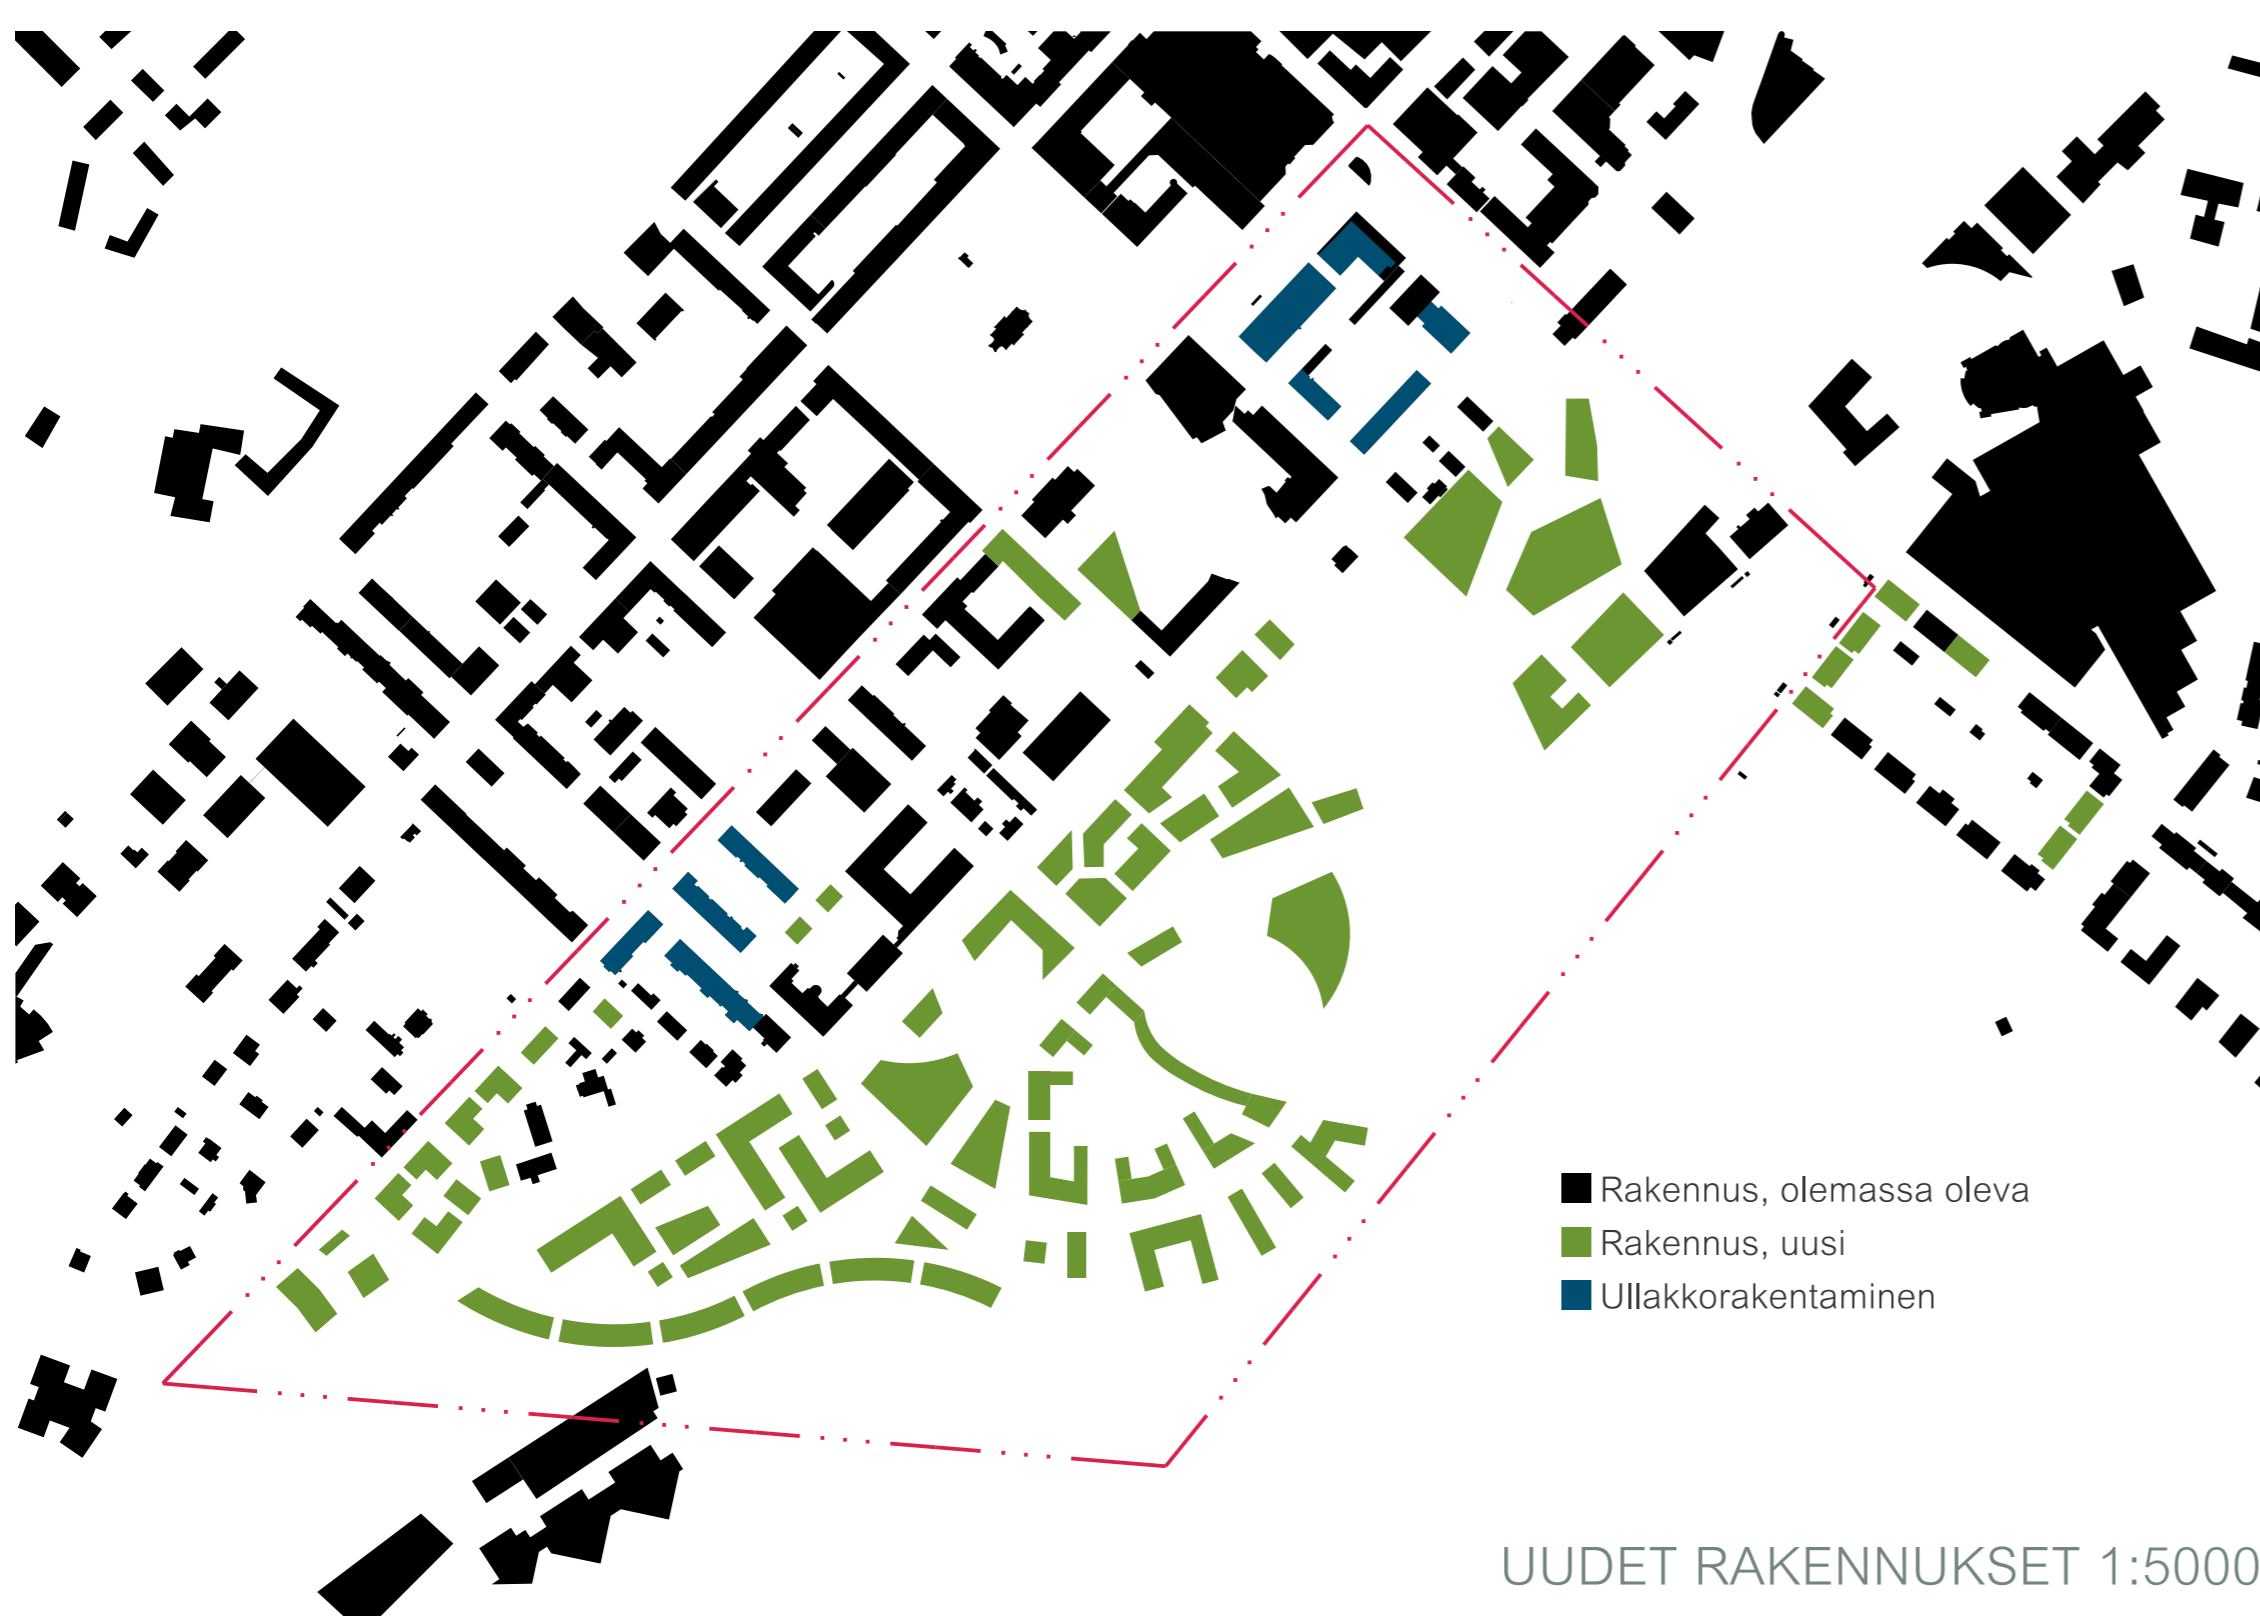 Rakennus, olemassa oleva
Rakennus, uusi
Ullakkorakentaminen
UUDET RAKENNUKSET 1:5000